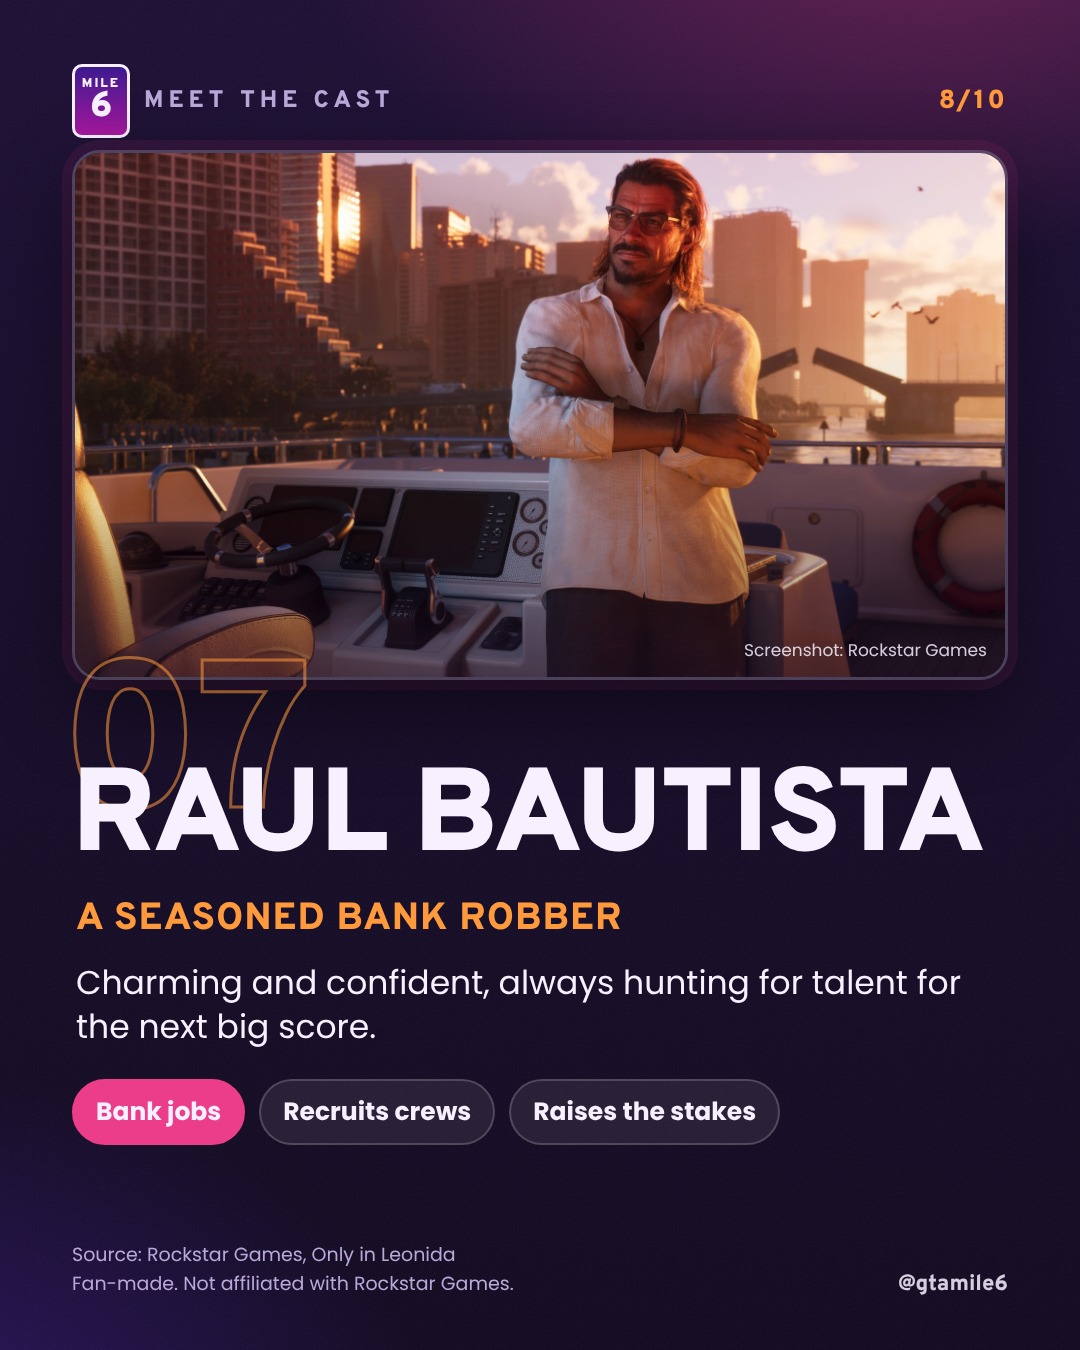 MILE
6
MEET THE CAST
8/10
Screenshot: Rockstar Games
07
RAUL BAUTISTA
A SEASONED BANK ROBBER
Charming and confident, always hunting for talent for
the next big score.
Bank jobs
Recruits crews
Raises the stakes
Source: Rockstar Games, Only in Leonida
Fan-made. Not affiliated with Rockstar Games.
@gtamile6